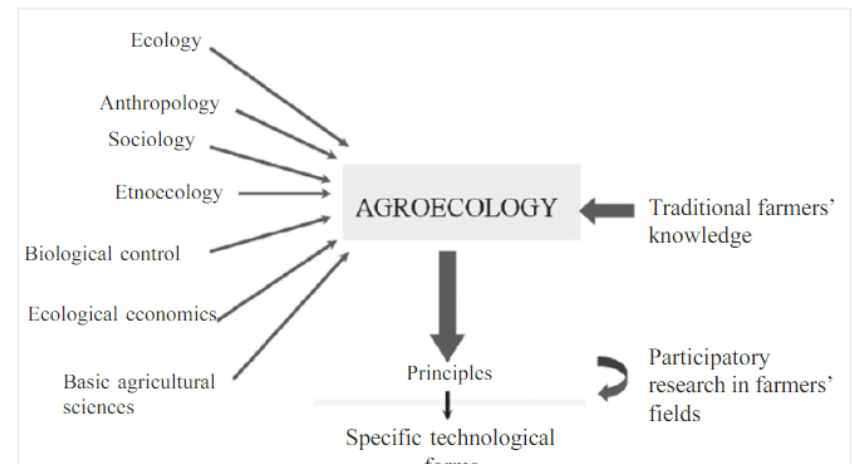 Ecology
Anthropology
Sociology
Etnoecology
Biological control
Ecological economics
Basic agricultural
sciences
AGROECOLOGY
Traditional farmers'
knowledge
Principles
Participatory
research in farmers'
fields
Specific technological